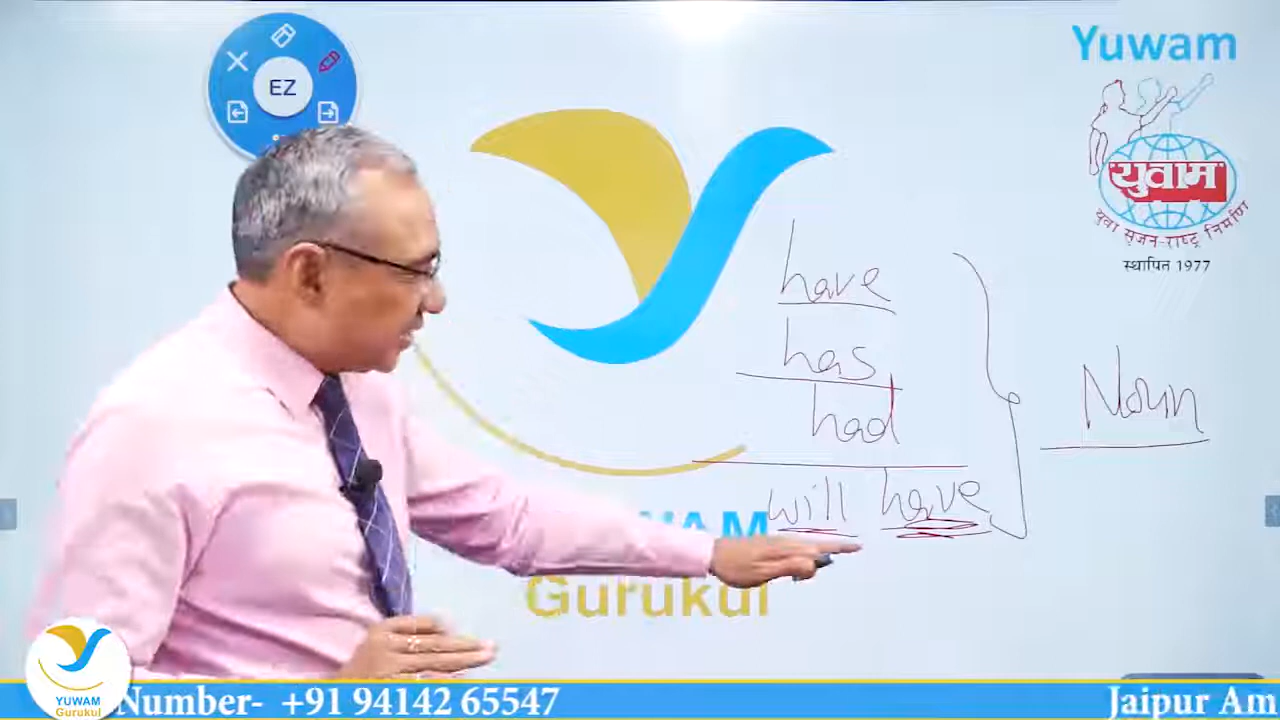 EZ
Yuwam
युवाम
युवा सृजन-राष्ट्र निर्माण
स्थापित 1977
have
has
had
will have
Noun
Gurukul
YUWAM
Gurukul
Number- +91 94142 65547
Jaipur Am